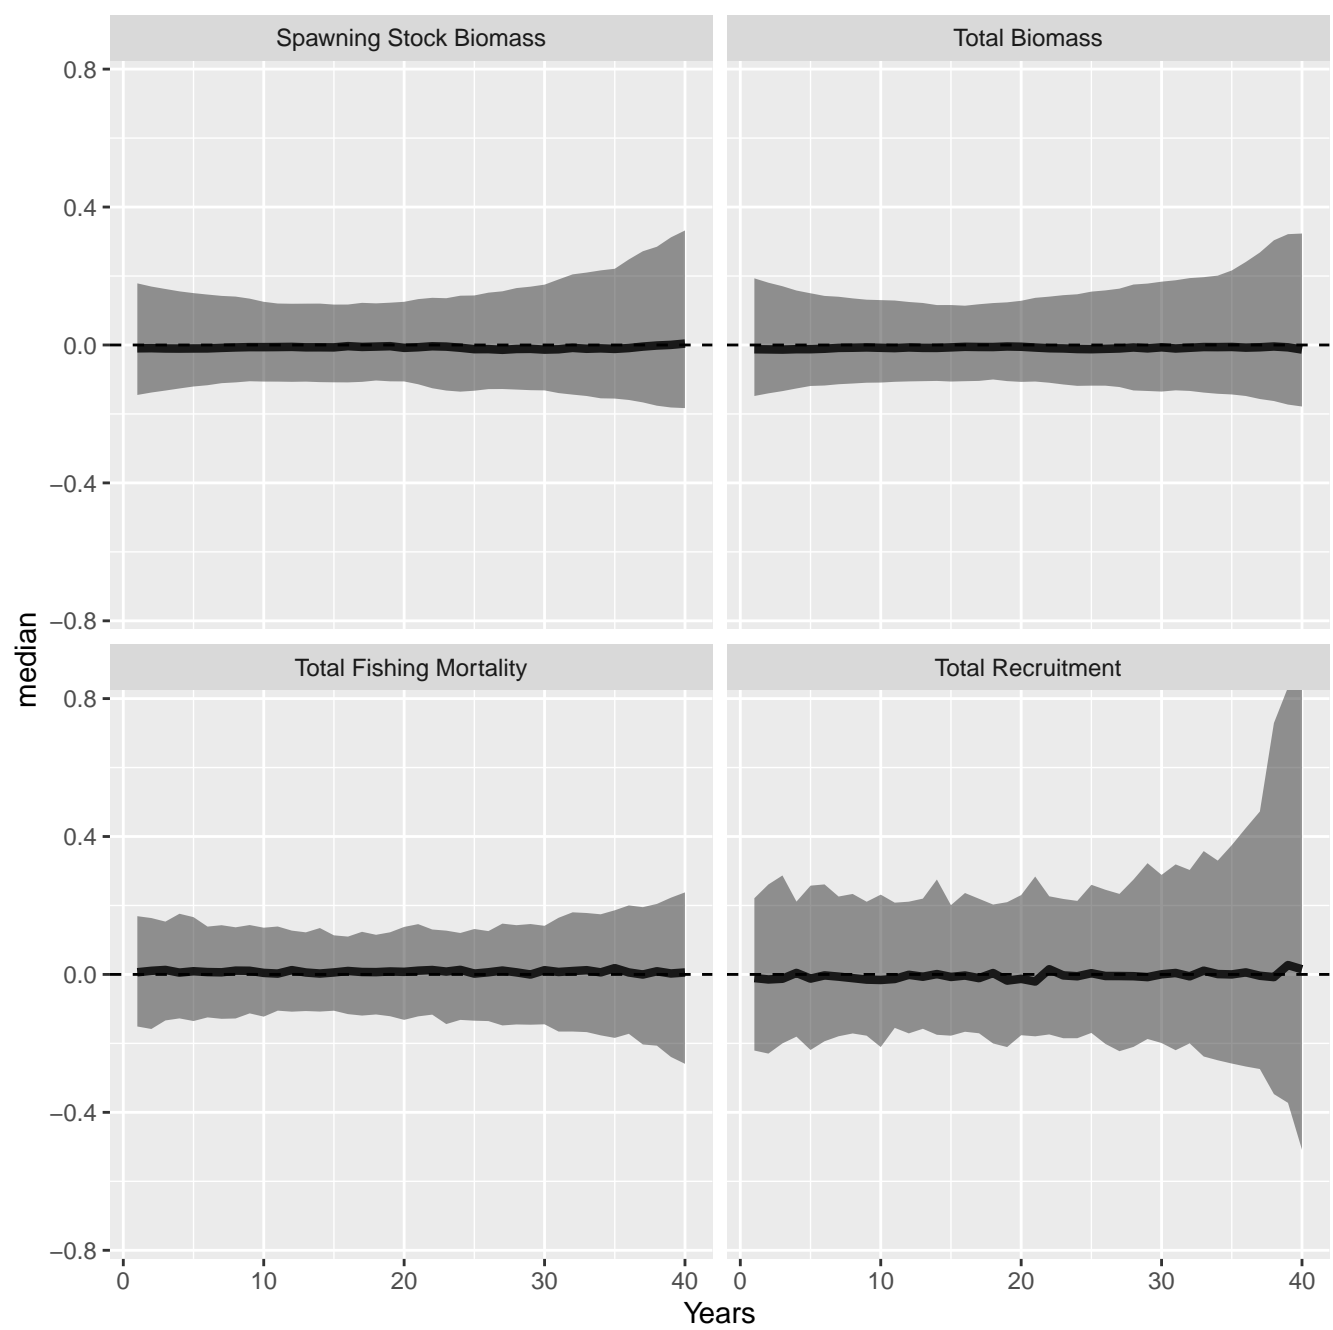 Spawning Stock Biomass
Total Biomass
0.8
0.4
0.0
−0.4
−0.8
Total Fishing Mortality
Total Recruitment
0.8
0.4
0.0
−0.4
−0.8
0 10 20 30 40
0 10 20 30 40
median
Years